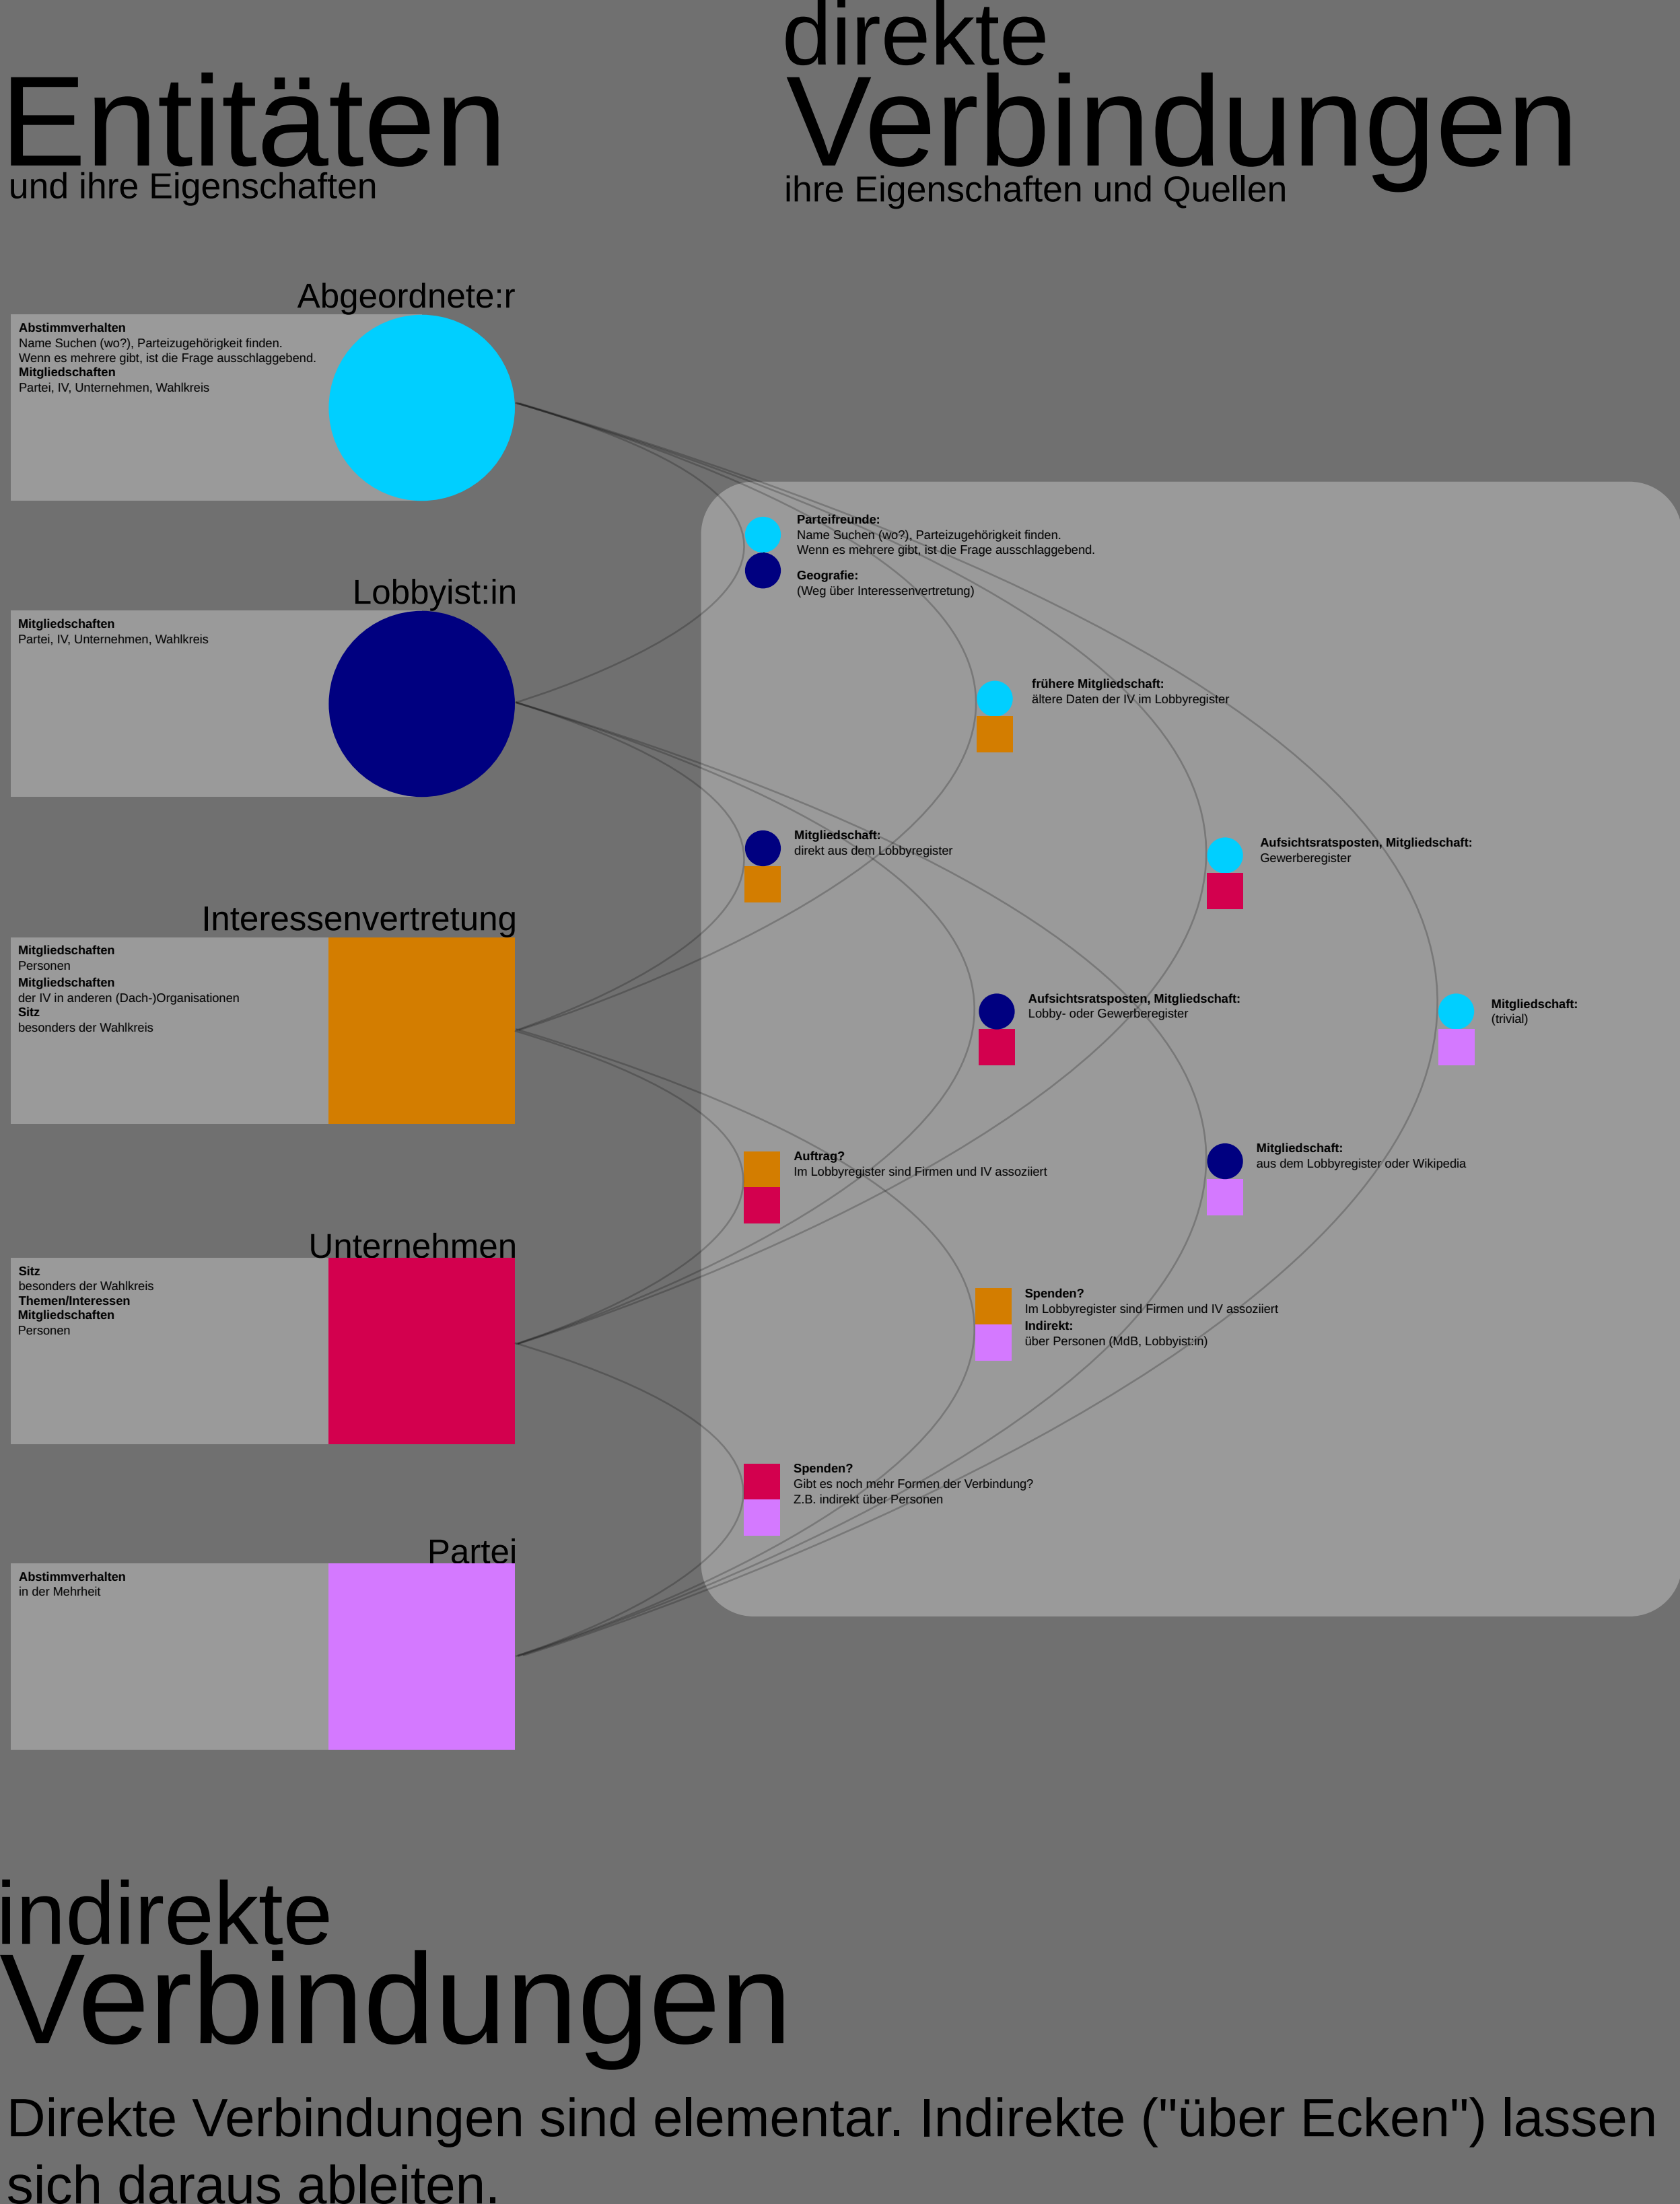 Entitäten
und ihre Eigenschaften
direkte
Verbindungen
ihre Eigenschaften und Quellen
Abgeordnete:r
Abstimmverhalten
Name Suchen (wo?), Parteizugehörigkeit finden.
Wenn es mehrere gibt, ist die Frage ausschlaggebend.
Mitgliedschaften
Partei, IV, Unternehmen, Wahlkreis
Lobbyist:in
Mitgliedschaften
Partei, IV, Unternehmen, Wahlkreis
Interessenvertretung
Mitgliedschaften
Personen
Mitgliedschaften
der IV in anderen (Dach-)Organisationen
Sitz
besonders der Wahlkreis
Unternehmen
Sitz
besonders der Wahlkreis
Themen/Interessen
Mitgliedschaften
Personen
Partei
Abstimmverhalten
in der Mehrheit
Parteifreunde:
Name Suchen (wo?), Parteizugehörigkeit finden.
Wenn es mehrere gibt, ist die Frage ausschlaggebend.
Geografie:
(Weg über Interessenvertretung)
frühere Mitgliedschaft:
ältere Daten der IV im Lobbyregister
Mitgliedschaft:
direkt aus dem Lobbyregister
Aufsichtsratsposten, Mitgliedschaft:
Gewerberegister
Aufsichtsratsposten, Mitgliedschaft:
Lobby- oder Gewerberegister
Mitgliedschaft:
(trivial)
Auftrag?
Im Lobbyregister sind Firmen und IV assoziiert
Mitgliedschaft:
aus dem Lobbyregister oder Wikipedia
Spenden?
Im Lobbyregister sind Firmen und IV assoziiert
Indirekt:
über Personen (MdB, Lobbyist:in)
Spenden?
Gibt es noch mehr Formen der Verbindung?
Z.B. indirekt über Personen
indirekte
Verbindungen
Direkte Verbindungen sind elementar. Indirekte ("über Ecken") lassen
sich daraus ableiten.